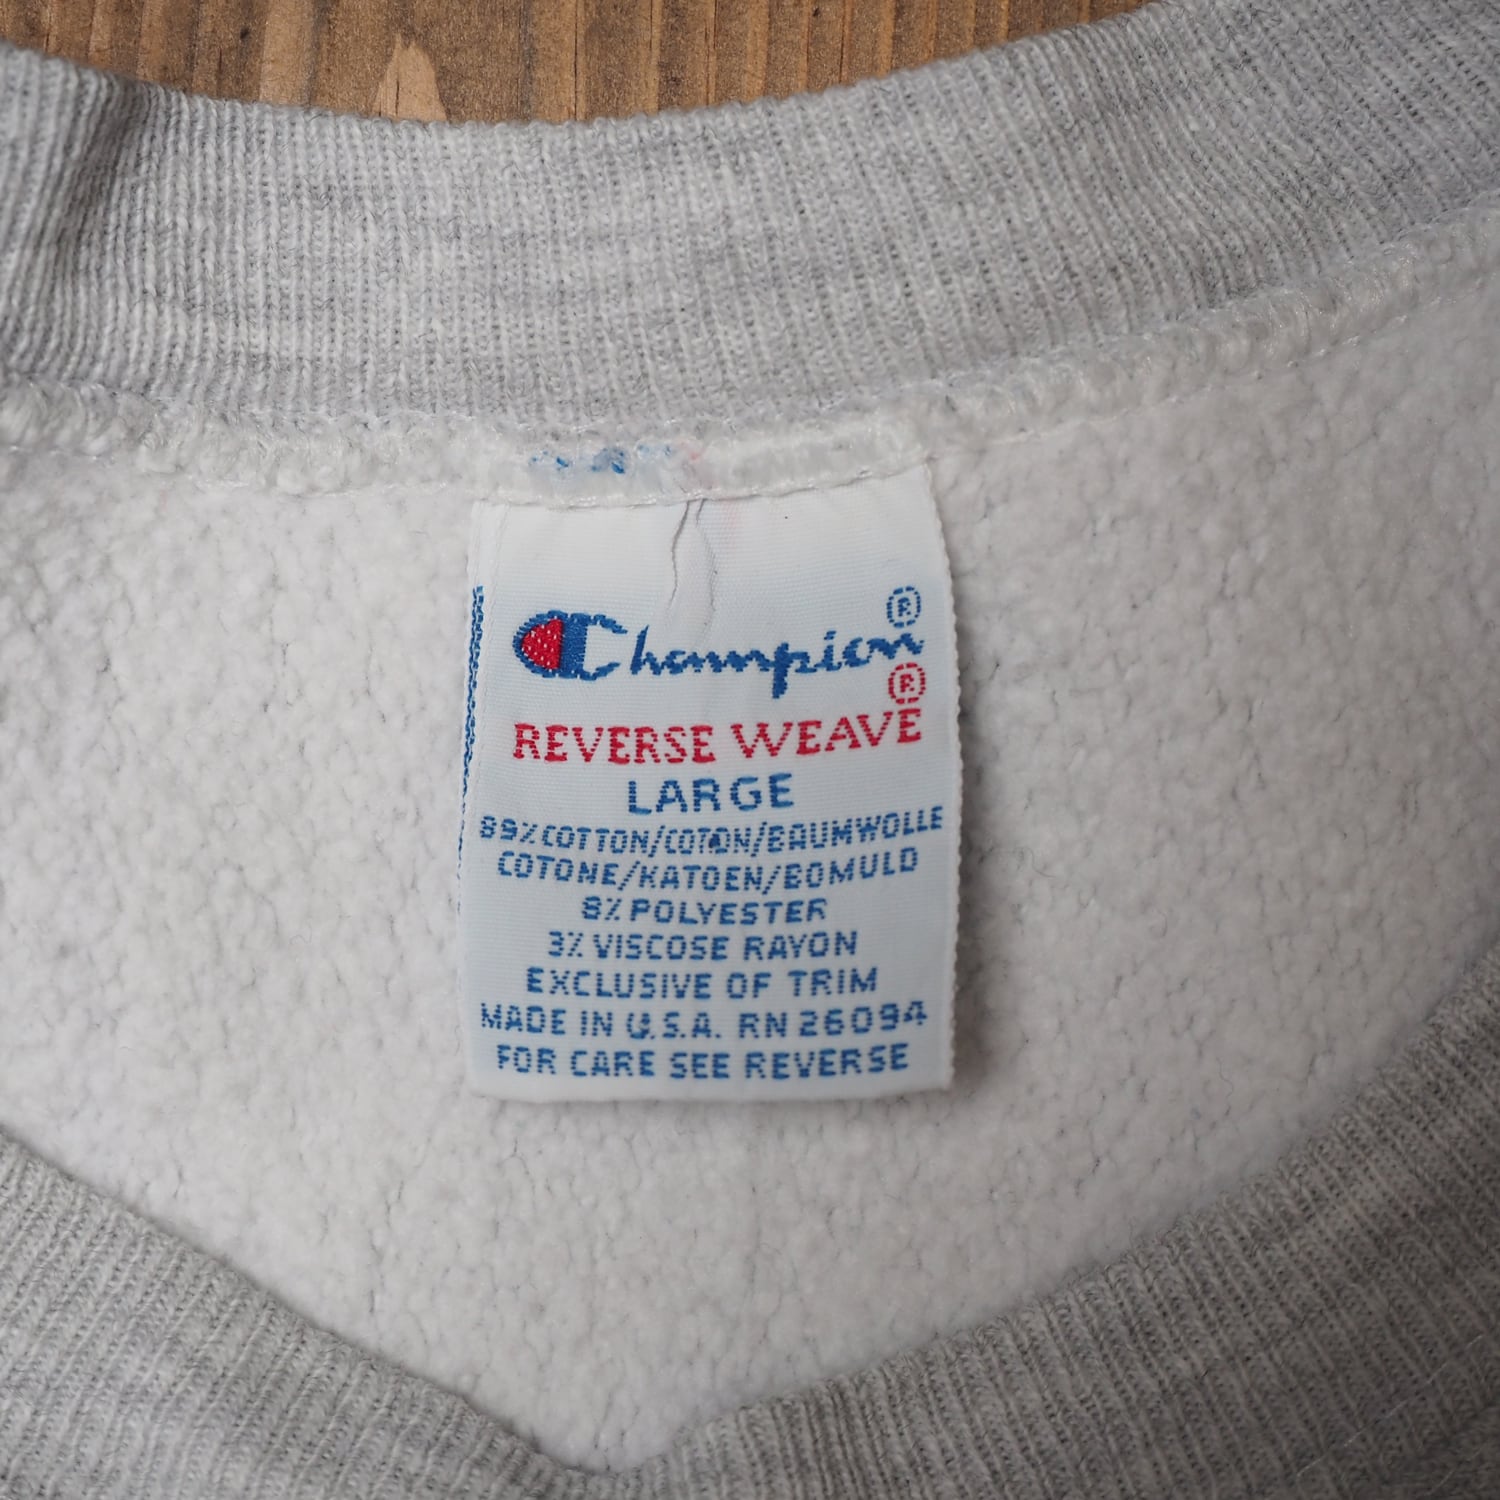 Champion®
REVERSE WEAVE®
LARGE
89% COTTON/COTON/BAUMWOLLE
COTONE/KATOEN/BOMULD
8% POLYESTER
3% VISCOSE RAYON
EXCLUSIVE OF TRIM
MADE IN U.S.A. RN 26094
FOR CARE SEE REVERSE